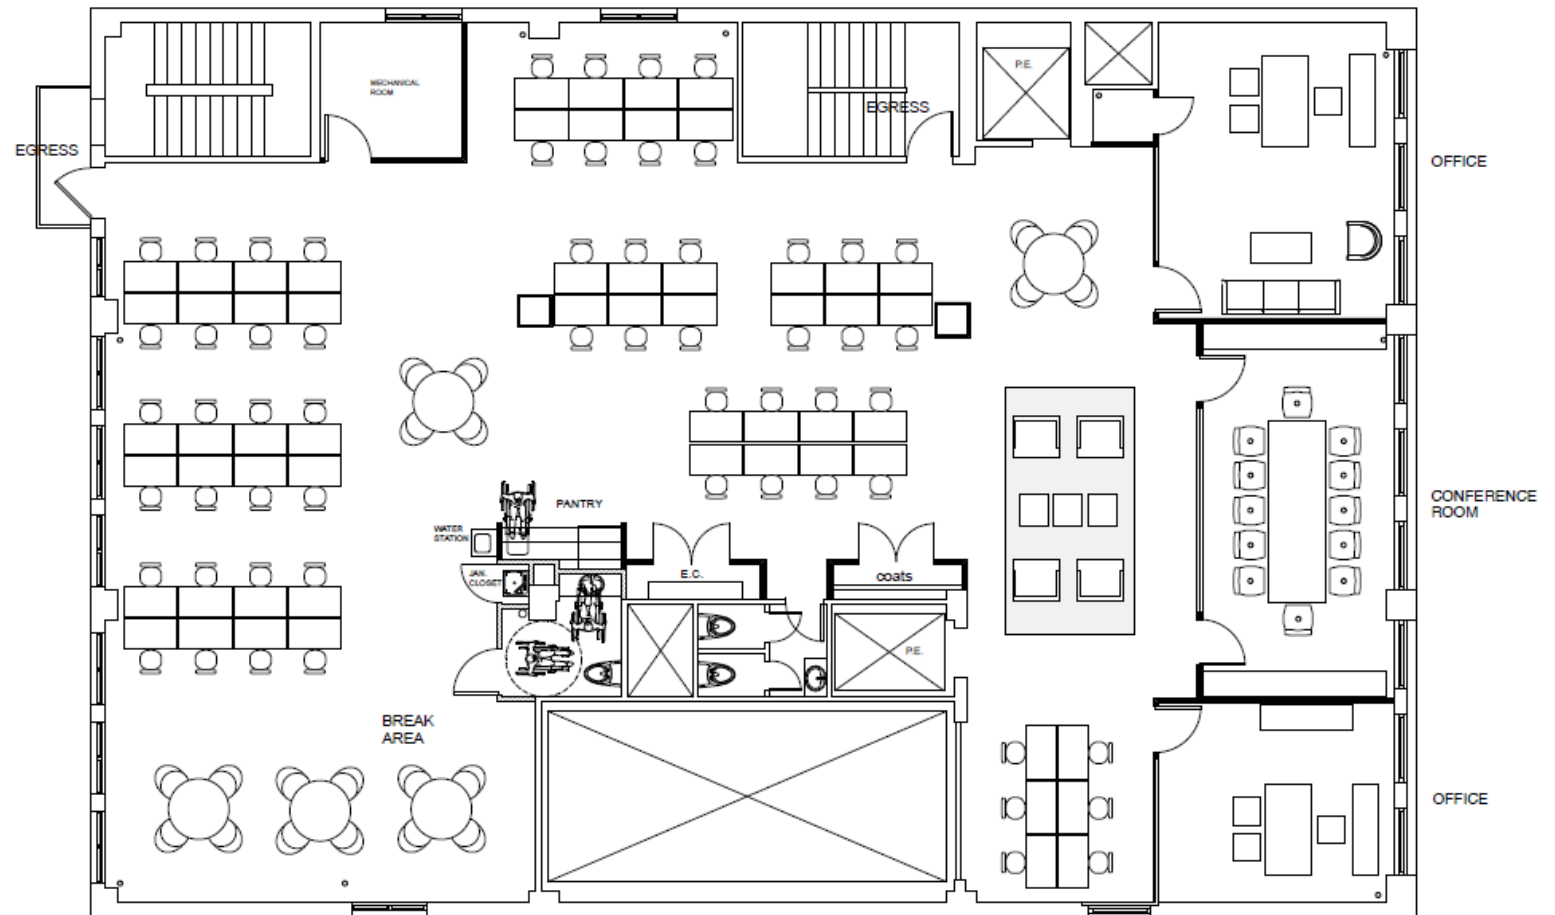 MECHANICAL
ROOM
P.E.
EGRESS
EGRESS
OFFICE
PANTRY
WATER
STATION
CONFERENCE
ROOM
JAN.
CLOSET
E.C.
coats
P.E.
BREAK
AREA
OFFICE